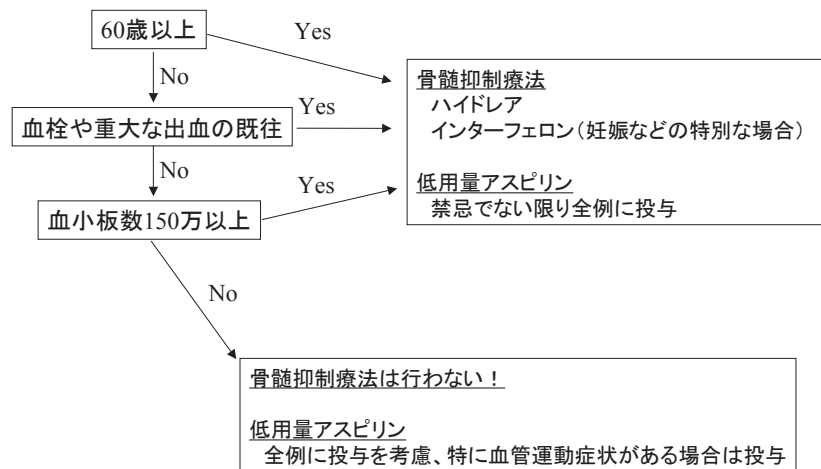 60歳以上
Yes
No
骨髄抑制療法
ハイドレア
インターフェロン(妊娠などの特別な場合)
低用量アスピリン
禁忌でない限り全例に投与
血栓や重大な出血の既往
Yes
No
血小板数150万以上
Yes
No
骨髄抑制療法は行わない！
低用量アスピリン
全例に投与を考慮、特に血管運動症状がある場合は投与